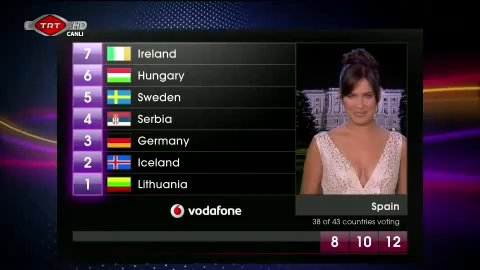 TRT HD
CANLI
7 Ireland
6 Hungary
5 Sweden
4 Serbia
3 Germany
2 Iceland
1 Lithuania
vodafone
Spain
38 of 43 countries voting
8 10 12